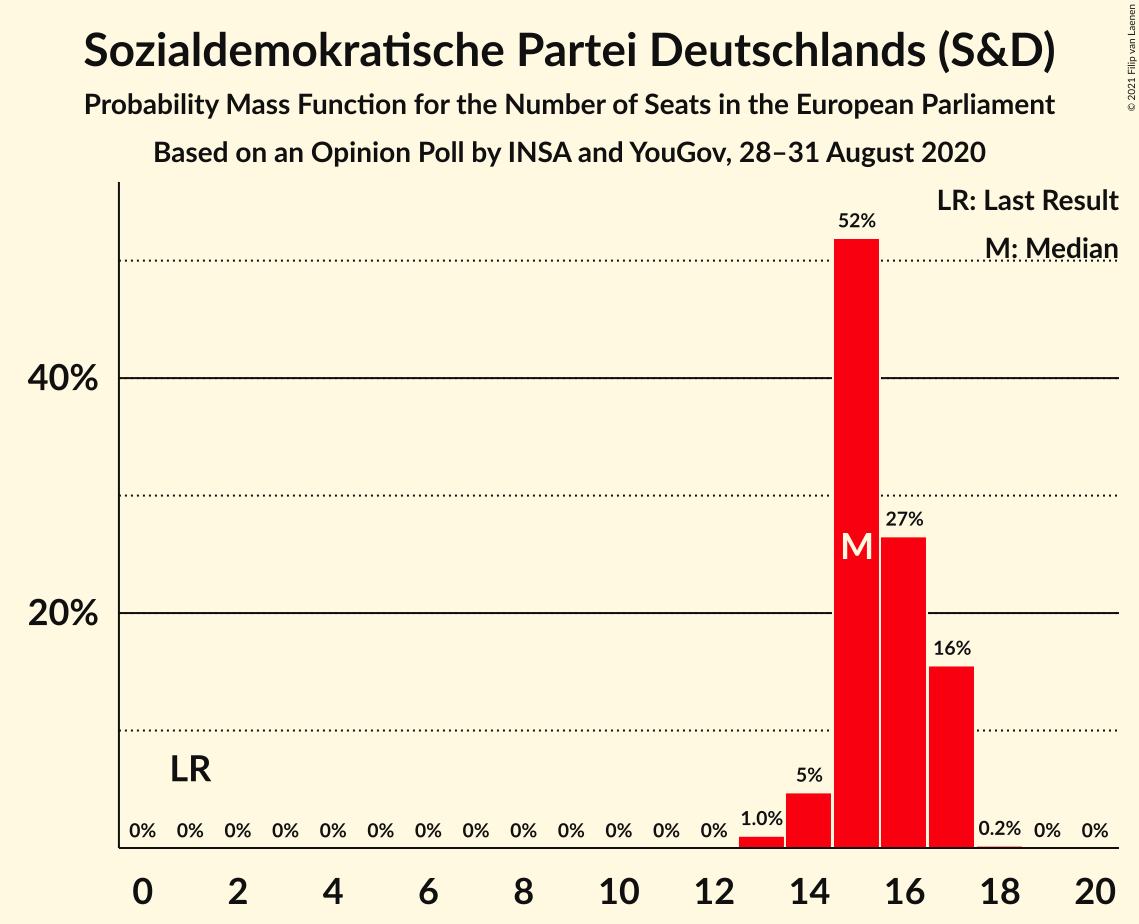 Sozialdemokratische Partei Deutschlands (S&D)
Probability Mass Function for the Number of Seats in the European Parliament
Based on an Opinion Poll by INSA and YouGov, 28–31 August 2020
© 2021 Filip van Laenen
LR: Last Result
M: Median
52%
40%
27%
M
20%
16%
LR
5%
1.0%
0% 0% 0% 0% 0% 0% 0% 0% 0% 0% 0% 0% 0% 0.2% 0% 0%
0 2 4 6 8 10 12 14 16 18 20